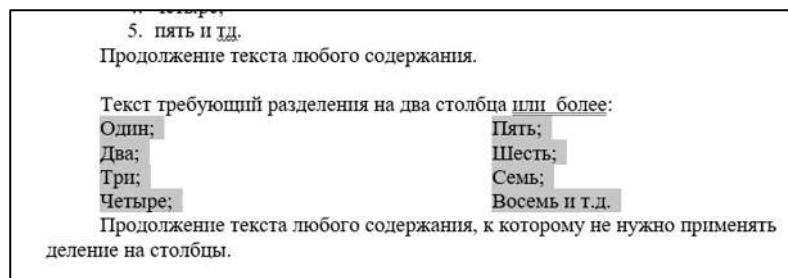 5. пять и тд.
Продолжение текста любого содержания.
Текст требующий разделения на два столбца или более:
Один; Пять;
Два; Шесть;
Три; Семь;
Четыре; Восемь и т.д.
Продолжение текста любого содержания, к которому не нужно применять
деление на столбцы.